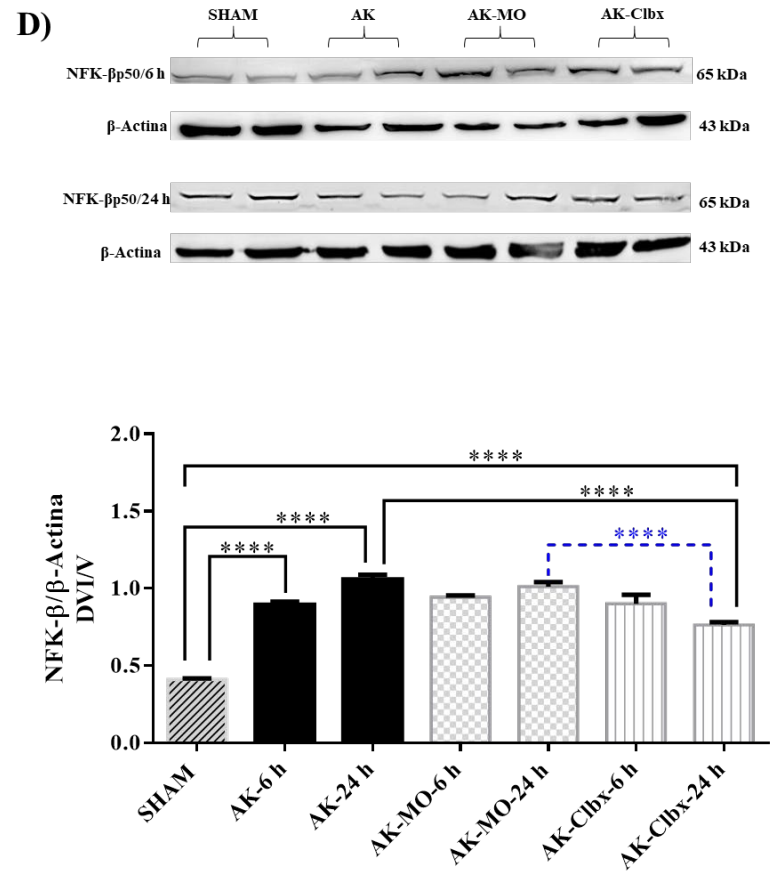 D)
SHAM AK AK-MO AK-Clbx
NFK-βp50/6 h 65 kDa
β-Actina 43 kDa
NFK-βp50/24 h 65 kDa
β-Actina 43 kDa
NFK-β/β-Actina
DVI/V
2.0
1.5
1.0
0.5
0.0
****
****
****
****
****
SHAM
AK-6 h
AK-24 h
AK-MO-6 h
AK-MO-24 h
AK-Clbx-6 h
AK-Clbx-24 h